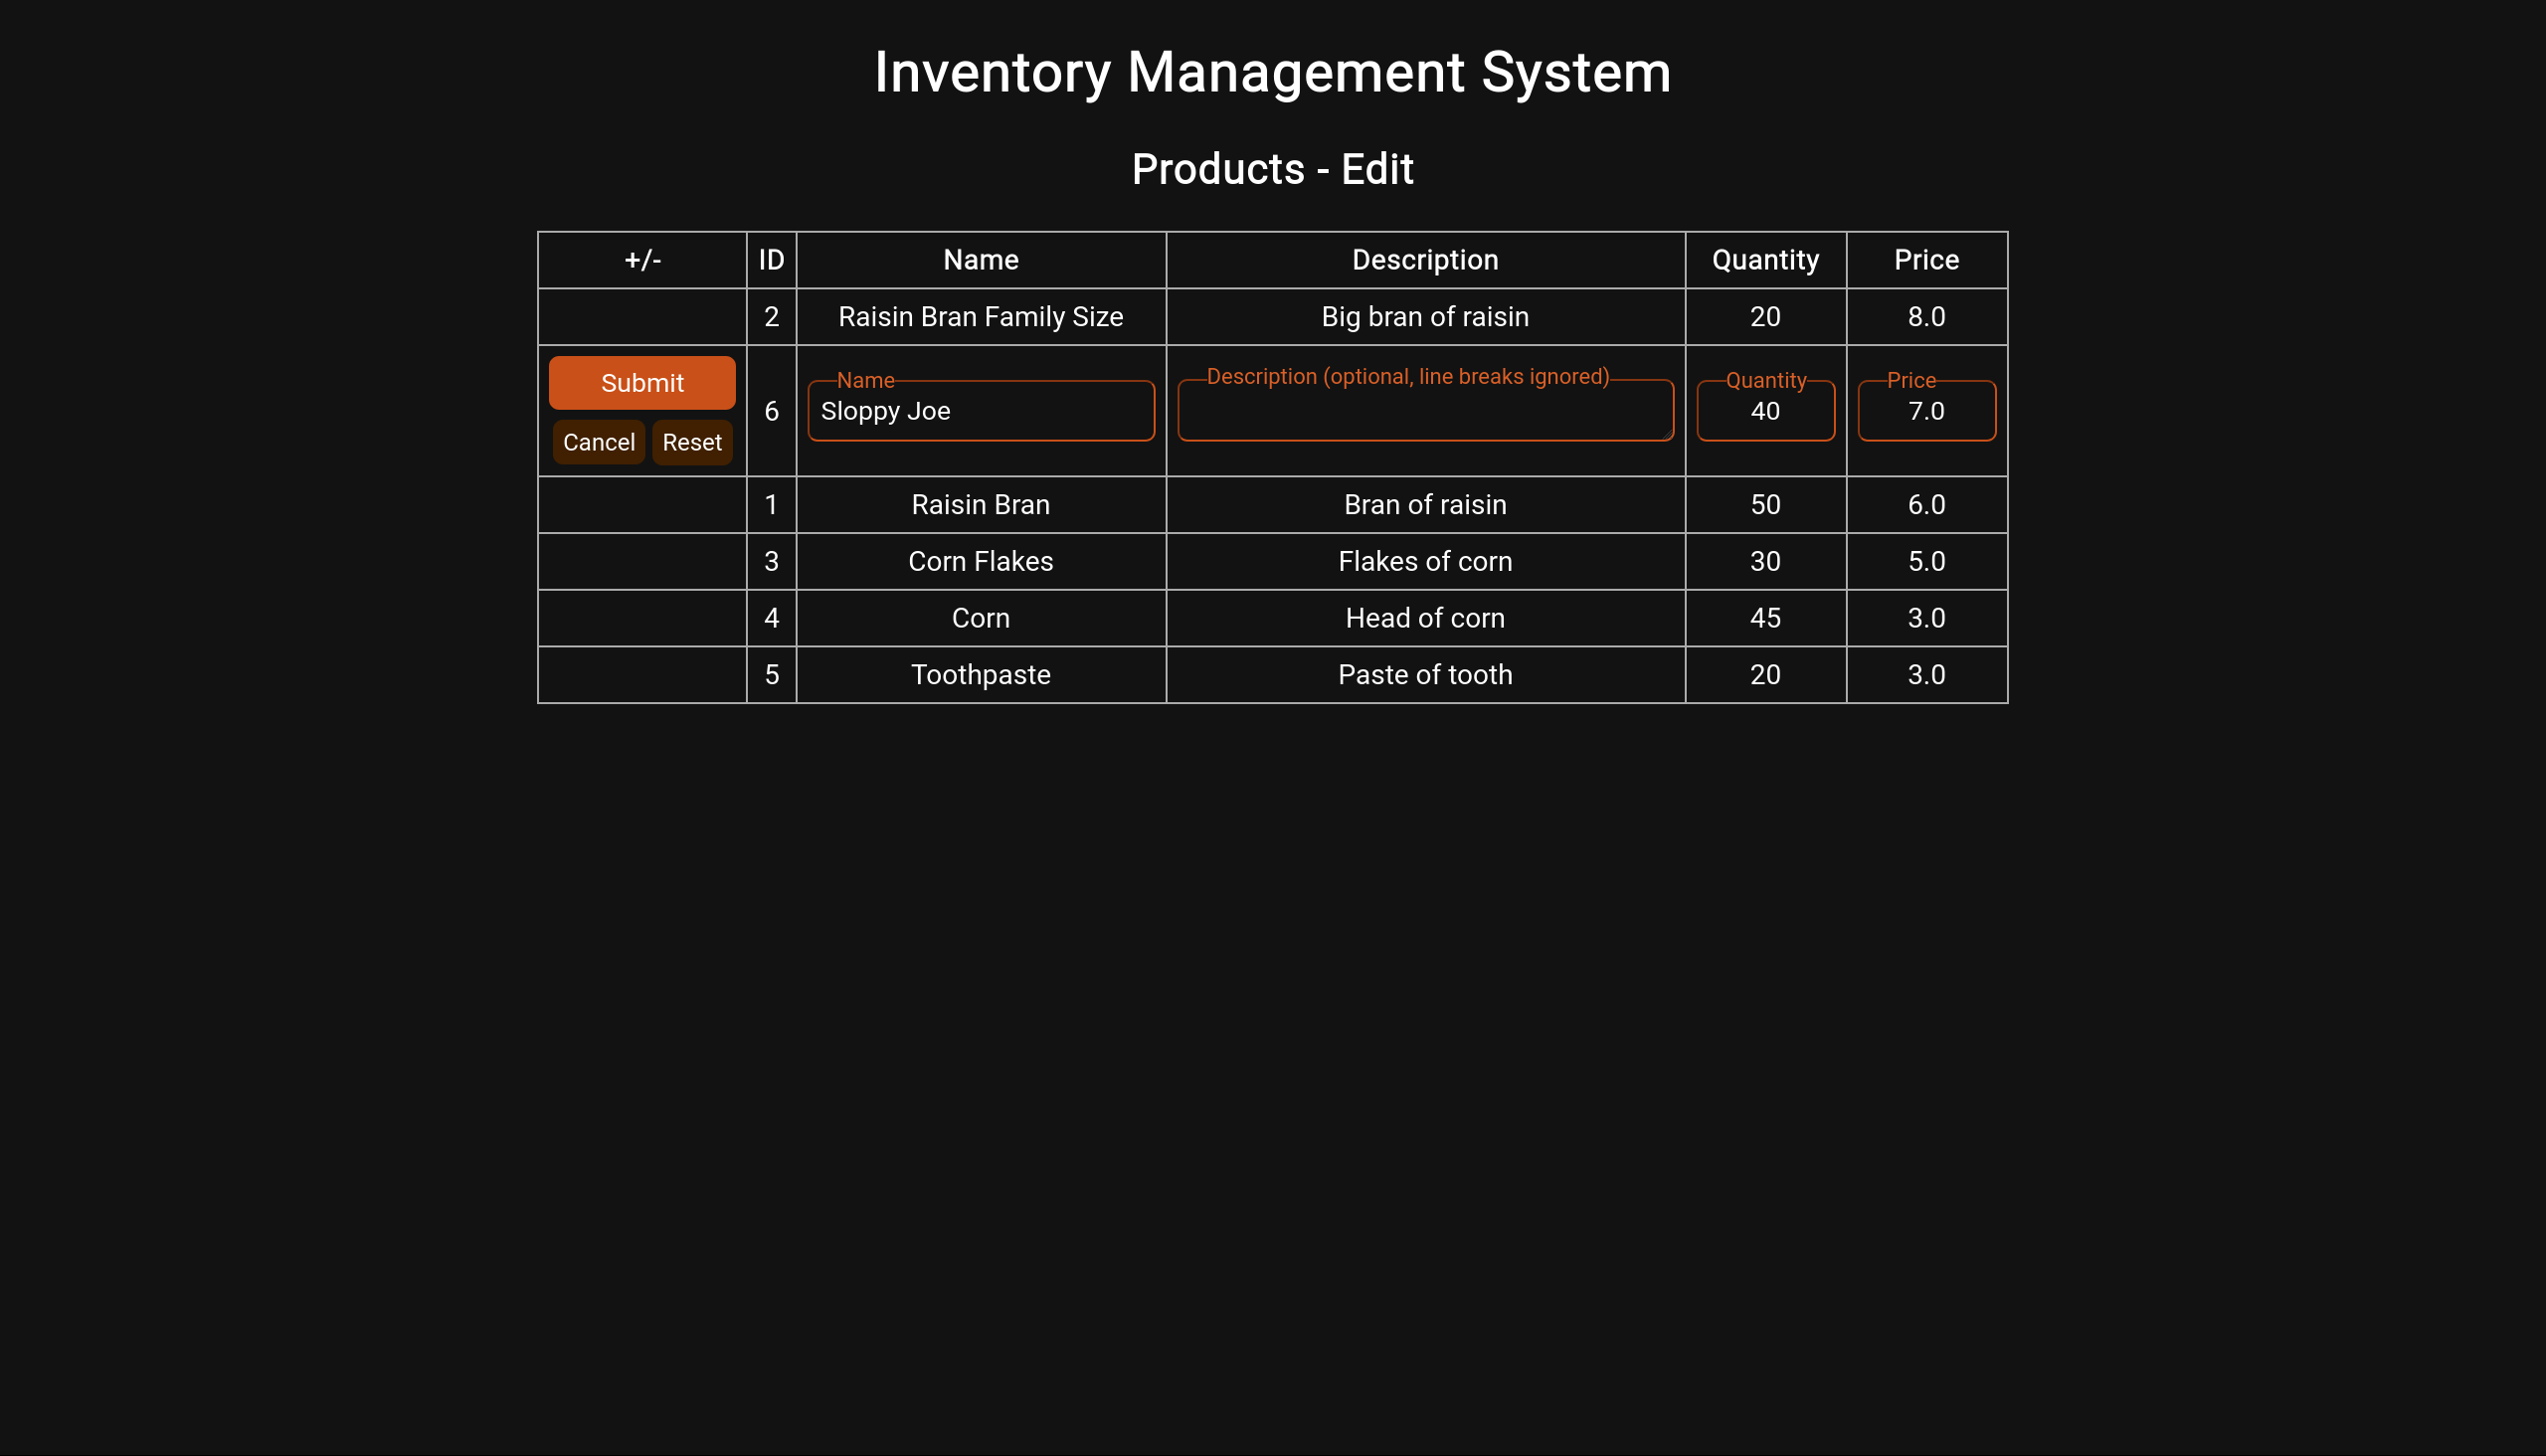 Inventory Management System
Products - Edit
+/- ID Name Description Quantity Price
2 Raisin Bran Family Size Big bran of raisin 20 8.0
Submit
Cancel Reset
6
Name
Sloppy Joe
Description (optional, line breaks ignored)
Quantity
40
Price
7.0
1 Raisin Bran Bran of raisin 50 6.0
3 Corn Flakes Flakes of corn 30 5.0
4 Corn Head of corn 45 3.0
5 Toothpaste Paste of tooth 20 3.0